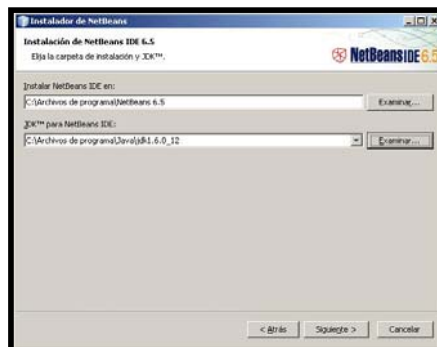 Instalador de NetBeans
Instalación de NetBeans IDE 6.5
Elija la carpeta de instalación y JDK™.
NetBeans IDE 6.5
Instalar NetBeans IDE en:
C:\Archivos de programa\NetBeans 6.5
Examinar...
JDK™ para NetBeans IDE:
C:\Archivos de programa\Java\jdk1.6.0_12
Examinar...
< Atrás
Siguiente >
Cancelar